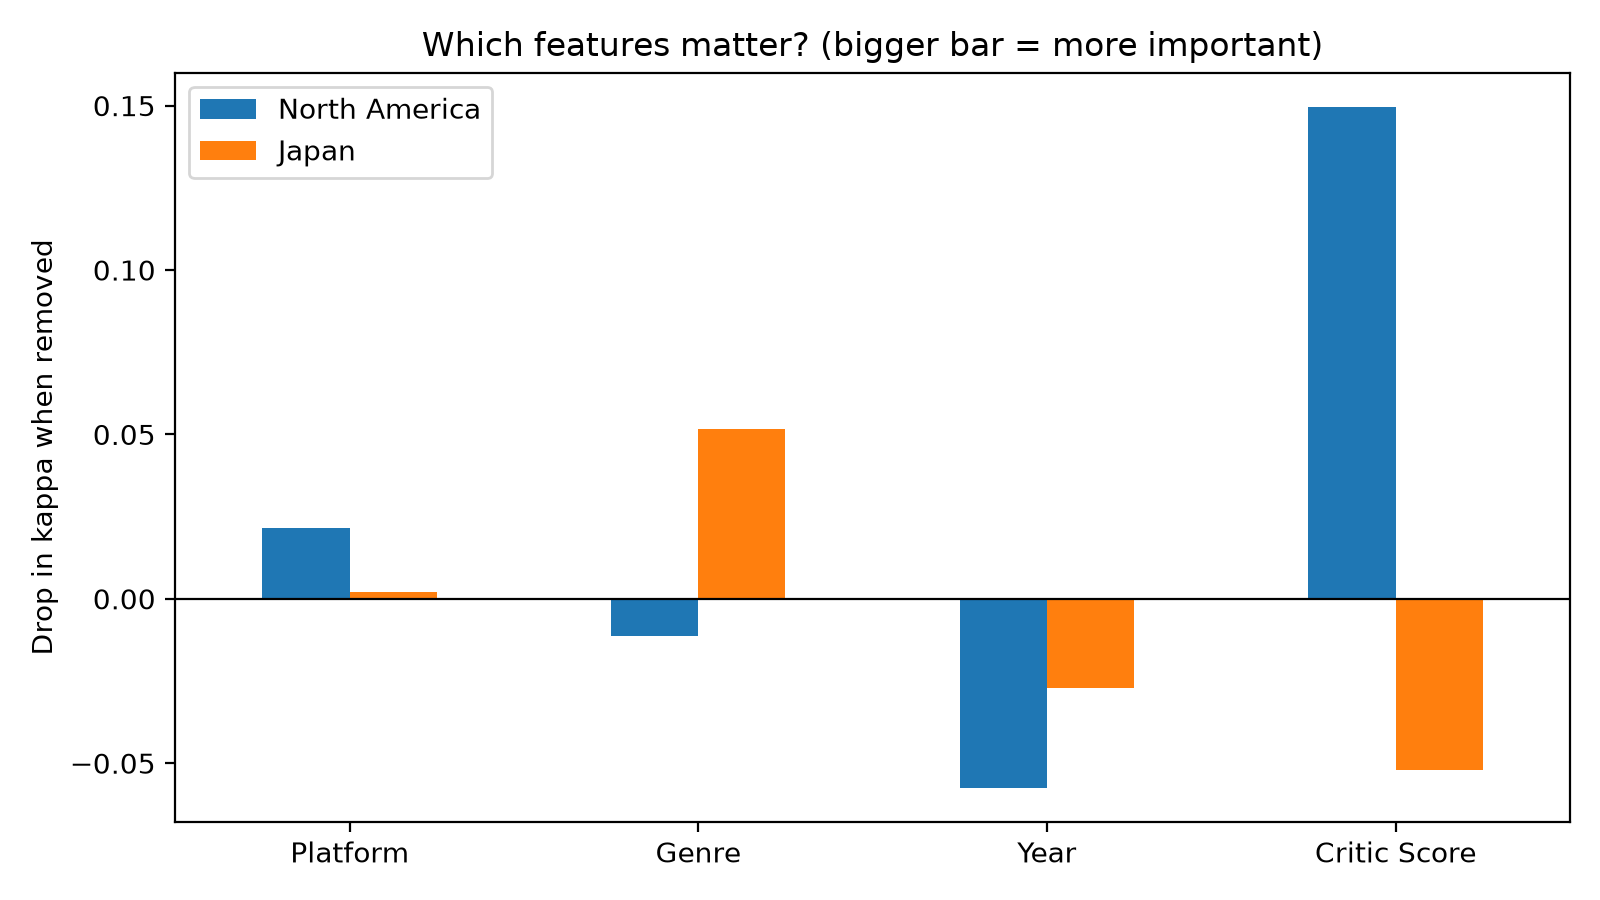 Which features matter? (bigger bar = more important)
North America
Japan
Drop in kappa when removed
0.15
0.10
0.05
0.00
−0.05
Platform
Genre
Year
Critic Score